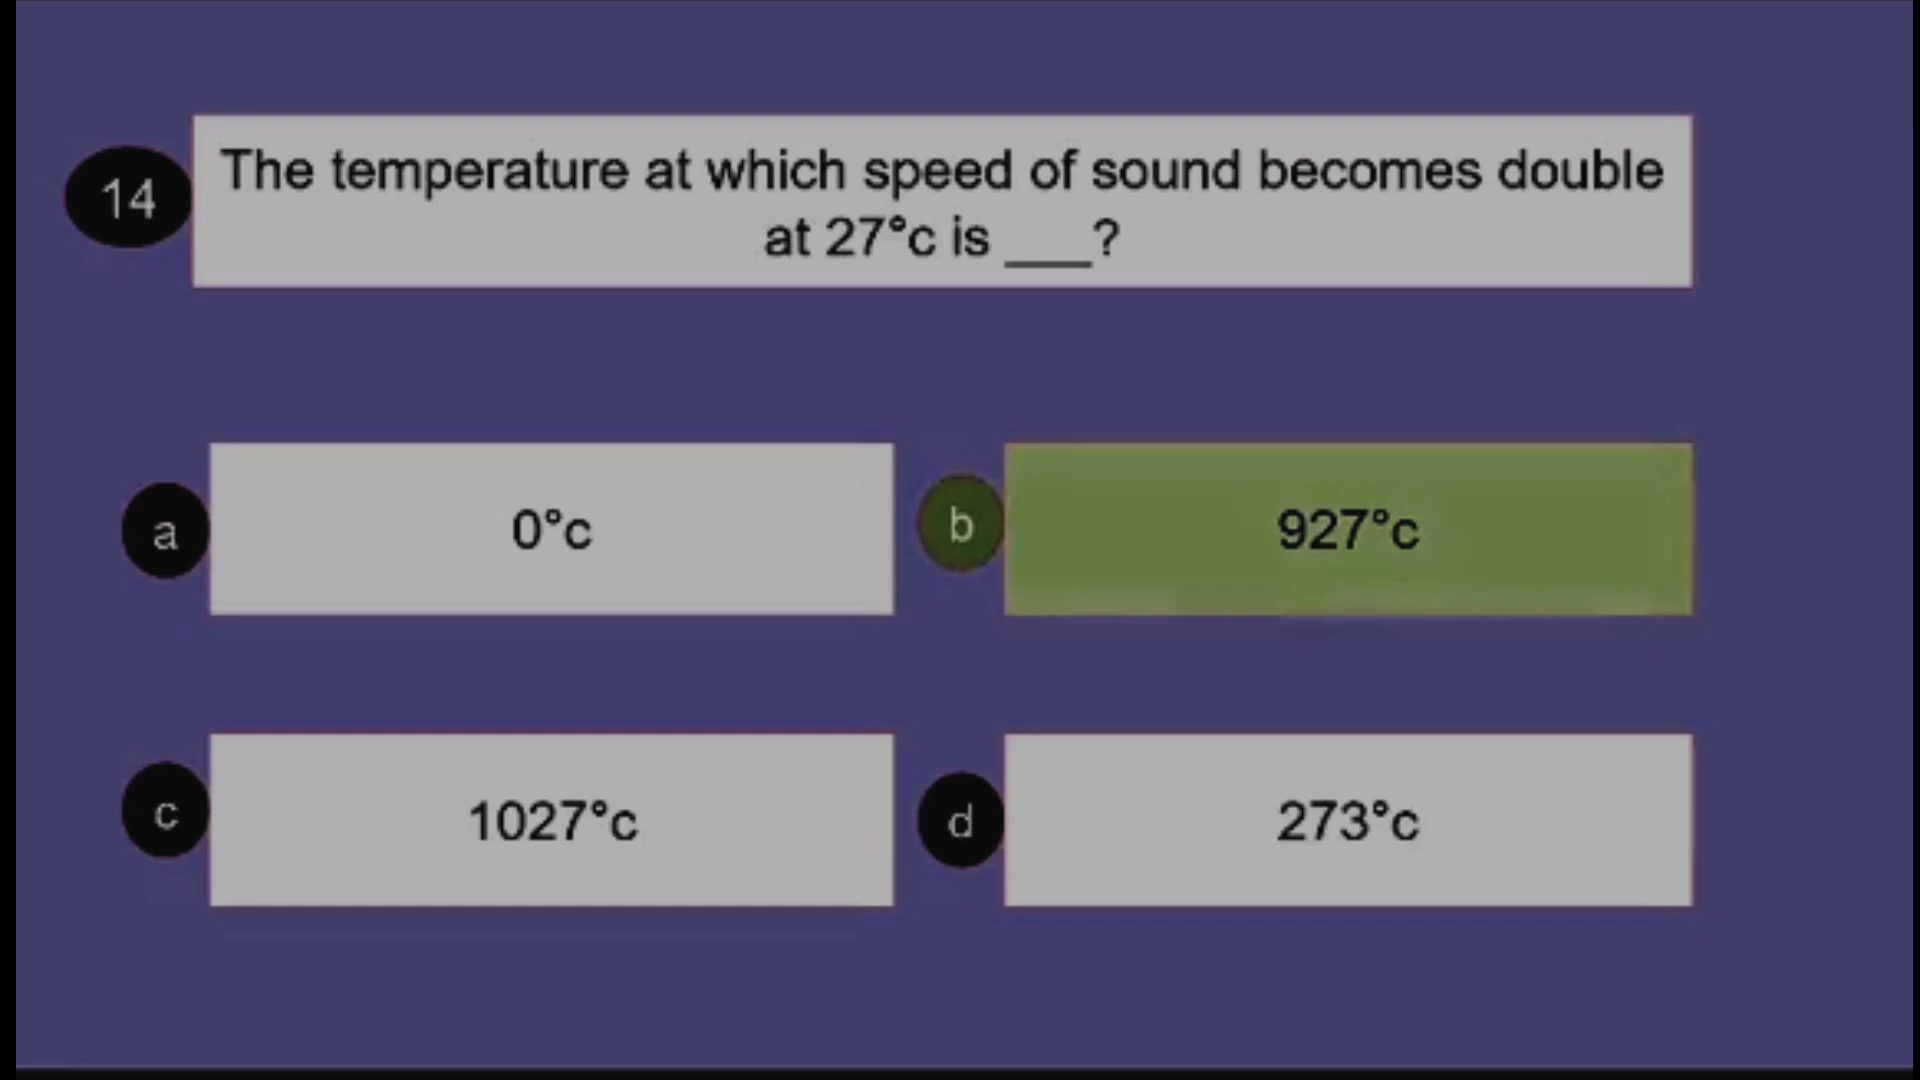 14
The temperature at which speed of sound becomes double
at 27°c is ___?
a
0°c
b
927°c
c
1027°c
d
273°c